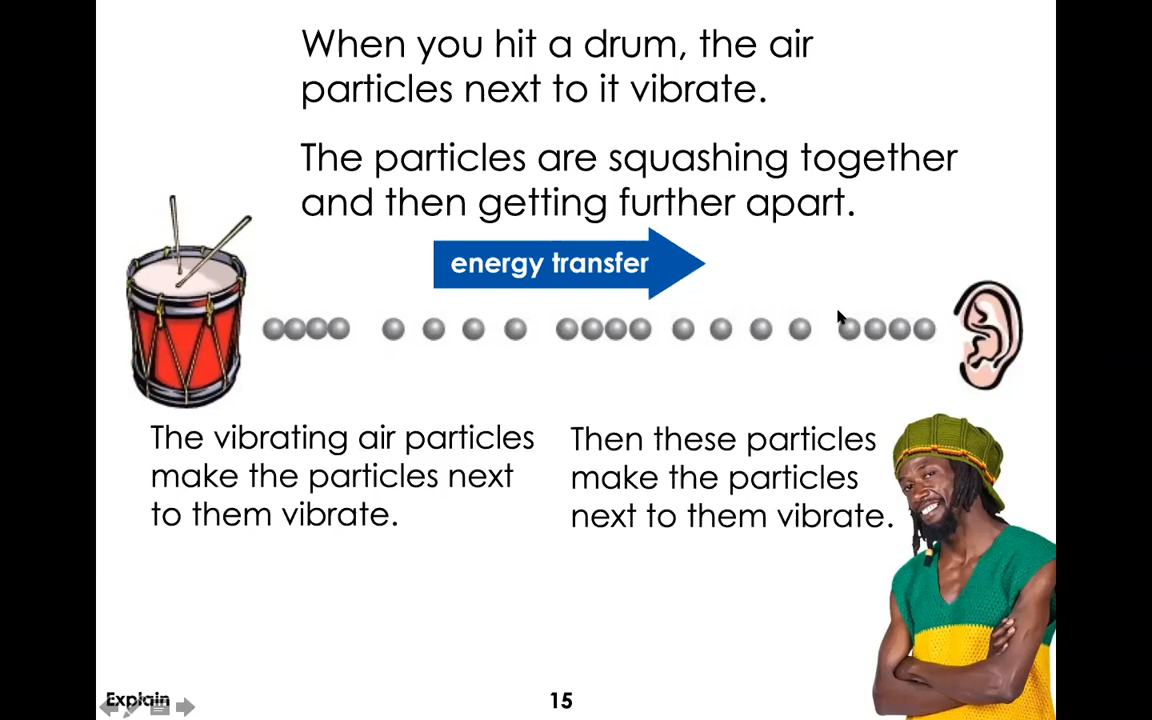 When you hit a drum, the air
particles next to it vibrate.
The particles are squashing together
and then getting further apart.
energy transfer
The vibrating air particles
make the particles next
to them vibrate.
Then these particles
make the particles
next to them vibrate.
Explain
15